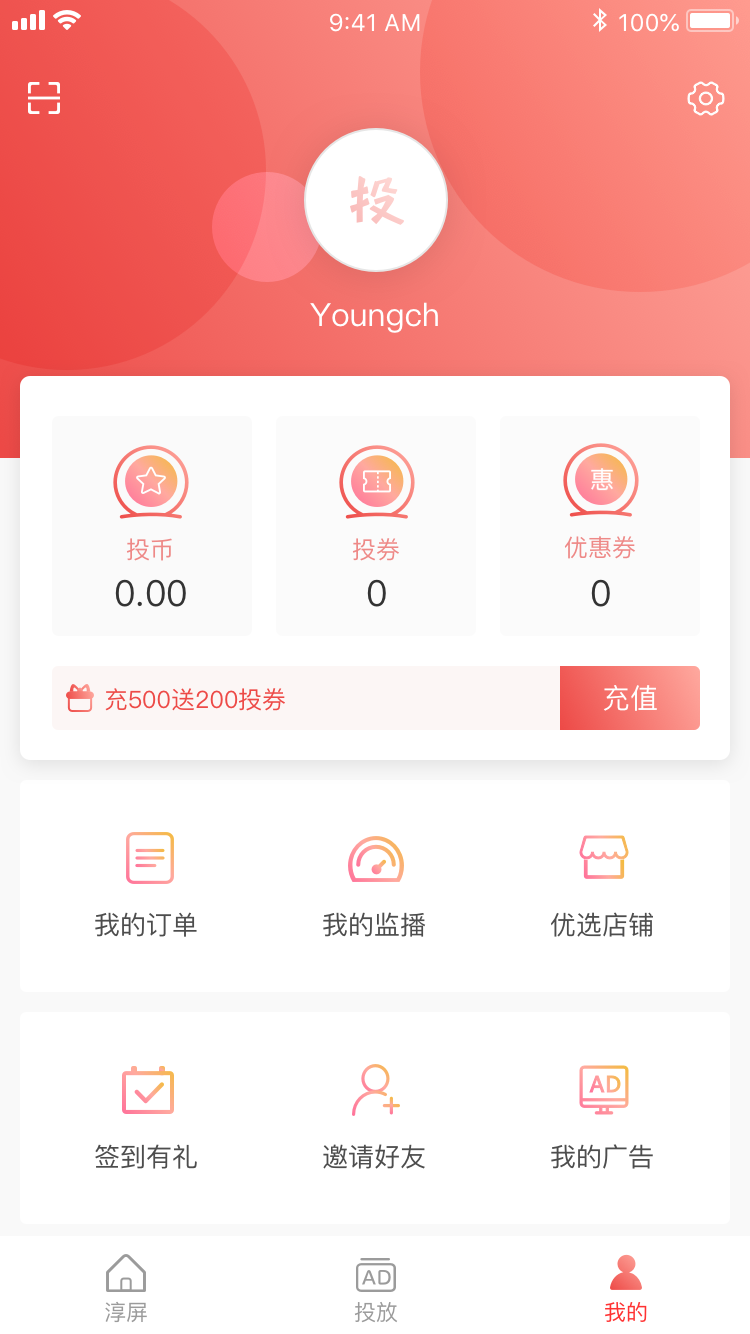 9:41 AM
100%
投
Youngch
惠
投币
投券
优惠券
0.00
0
0
充500送200投券
充值
我的订单
我的监播
优选店铺
AD
签到有礼
邀请好友
我的广告
AD
淳屏
投放
我的